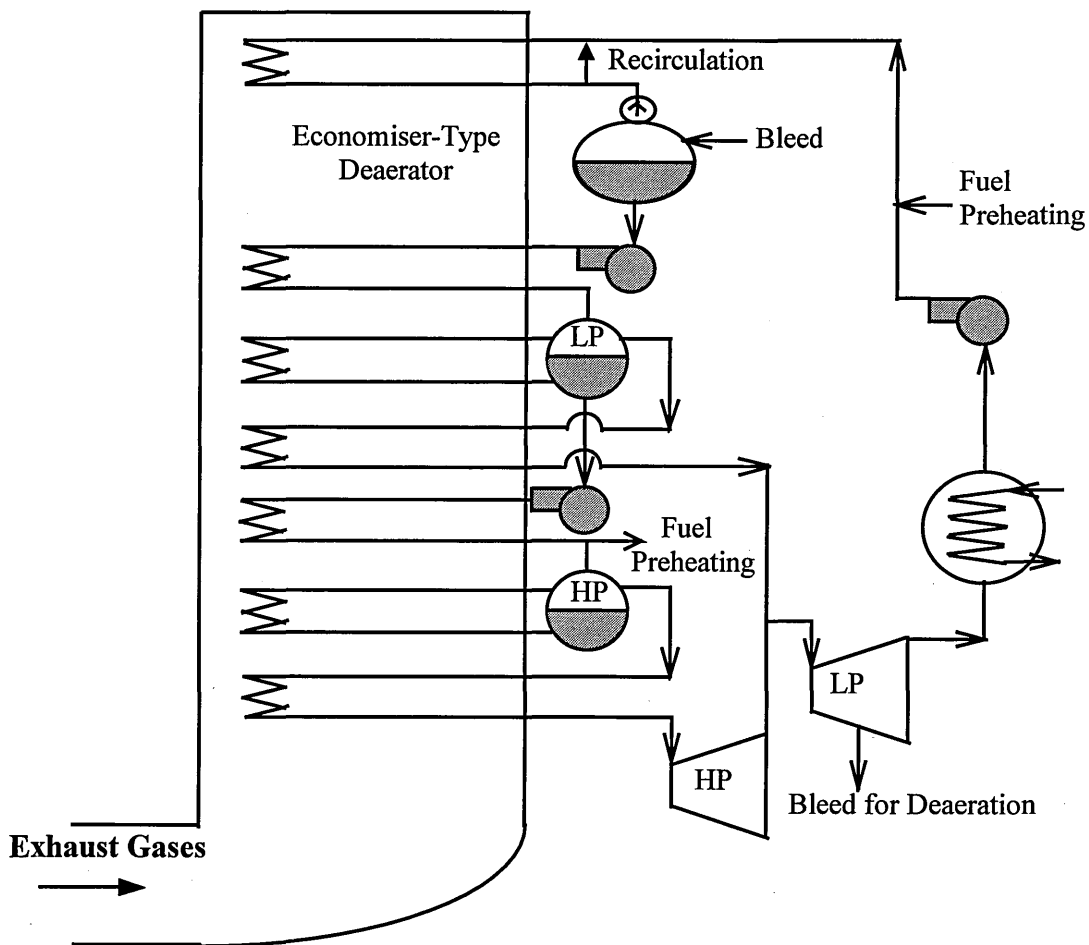 Recirculation
Economiser-Type
Deaerator
Bleed
Fuel
Preheating
LP
Fuel
Preheating
HP
LP
HP
Bleed for Deaeration
Exhaust Gases